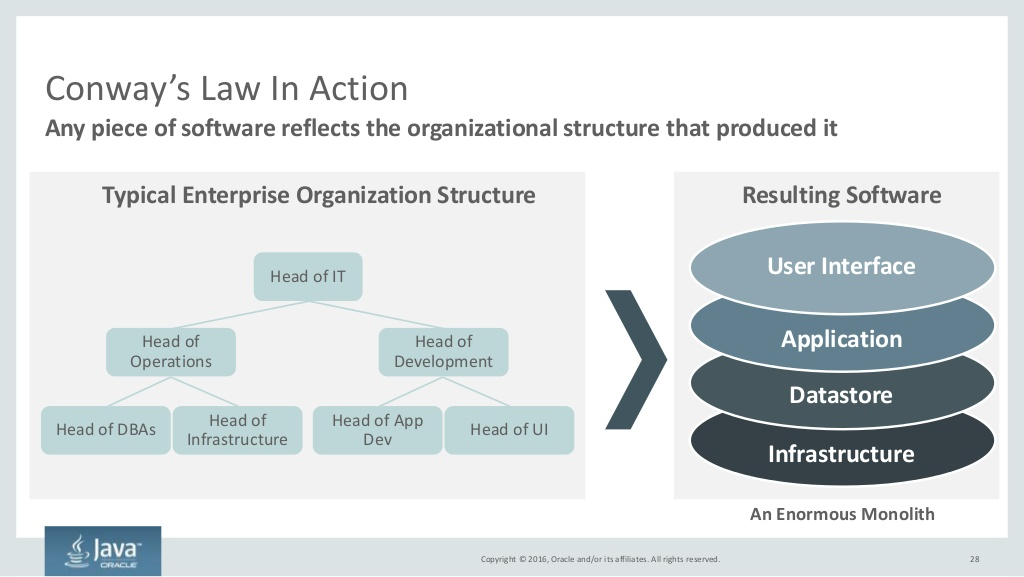 Conway’s Law In Action
Any piece of software reflects the organizational structure that produced it
Typical Enterprise Organization Structure
Head of IT
Head of
Operations
Head of
Development
Head of DBAs
Head of
Infrastructure
Head of App
Dev
Head of UI
Resulting Software
User Interface
Application
Datastore
Infrastructure
An Enormous Monolith
Java™
ORACLE
Copyright © 2016, Oracle and/or its affiliates. All rights reserved.
28